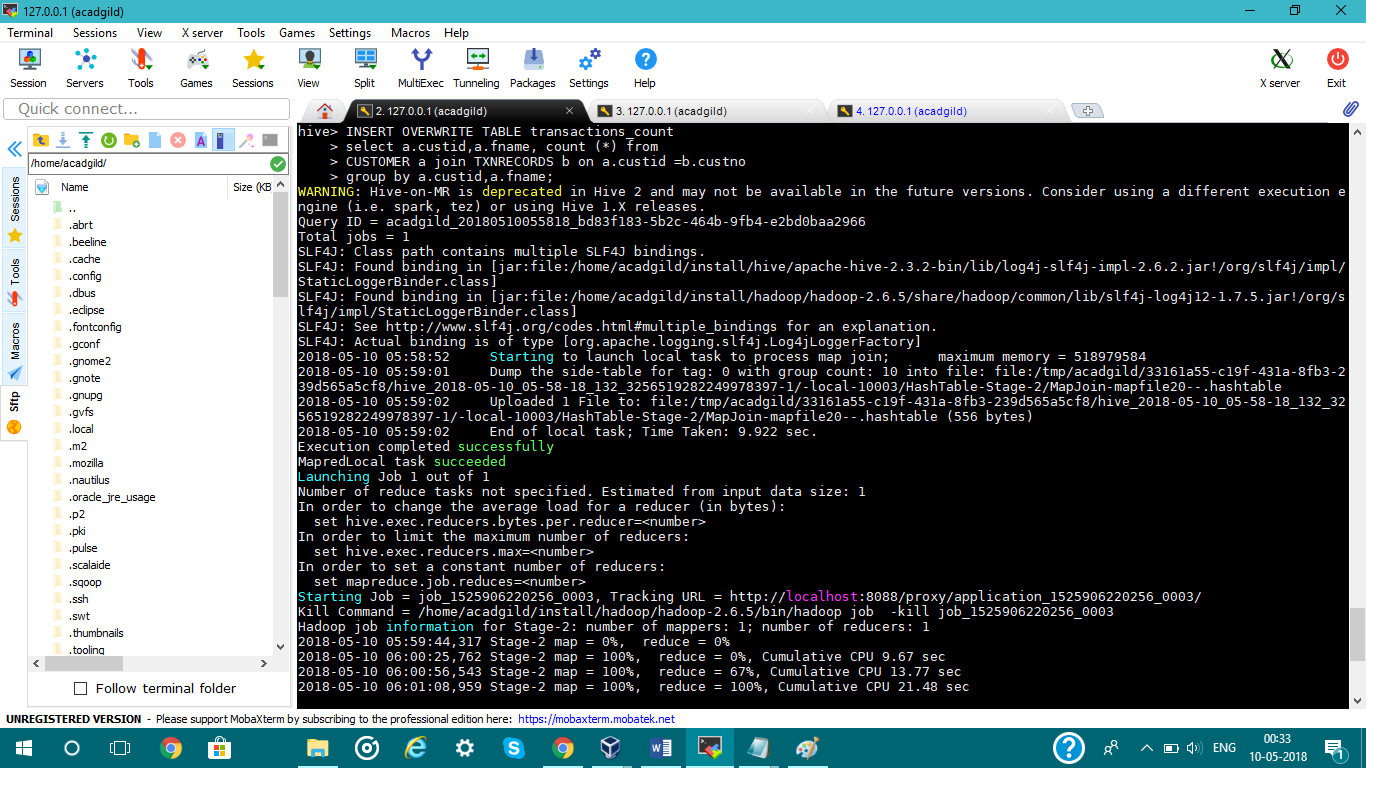 127.0.0.1 (acadgild)
Terminal Sessions View X server Tools Games Settings Macros Help
Session Servers Tools Games Sessions View Split MultiExec Tunneling Packages Settings Help X server Exit
Quick connect...
2. 127.0.0.1 (acadgild)
3. 127.0.0.1 (acadgild)
4. 127.0.0.1 (acadgild)
/home/acadgild/
Name Size (KB
..
.abrt
.beeline
.cache
.config
.dbus
.eclipse
.fontconfig
.gconf
.gnome2
.gnote
.gnupg
.gvfs
.local
.m2
.mozilla
.nautilus
.oracle_jre_usage
.p2
.pki
.pulse
.scalaide
.sqoop
.ssh
.swt
.thumbnails
.tooling
Follow terminal folder
Sessions
Tools
Macros
Sftp
hive> INSERT OVERWRITE TABLE transactions_count
    > select a.custid,a.fname, count (*) from
    > CUSTOMER a join TXNRECORDS b on a.custid =b.custno
    > group by a.custid,a.fname;
WARNING: Hive-on-MR is deprecated in Hive 2 and may not be available in the future versions. Consider using a different execution e
ngine (i.e. spark, tez) or using Hive 1.X releases.
Query ID = acadgild_20180510055818_bd83f183-5b2c-464b-9fb4-e2bd0baa2966
Total jobs = 1
SLF4J: Class path contains multiple SLF4J bindings.
SLF4J: Found binding in [jar:file:/home/acadgild/install/hive/apache-hive-2.3.2-bin/lib/log4j-slf4j-impl-2.6.2.jar!/org/slf4j/impl/
StaticLoggerBinder.class]
SLF4J: Found binding in [jar:file:/home/acadgild/install/hadoop/hadoop-2.6.5/share/hadoop/common/lib/slf4j-log4j12-1.7.5.jar!/org/s
lf4j/impl/StaticLoggerBinder.class]
SLF4J: See http://www.slf4j.org/codes.html#multiple_bindings for an explanation.
SLF4J: Actual binding is of type [org.apache.logging.slf4j.Log4jLoggerFactory]
2018-05-10 05:58:52     Starting to launch local task to process map join;      maximum memory = 518979584
2018-05-10 05:59:01     Dump the side-table for tag: 0 with group count: 10 into file: file:/tmp/acadgild/33161a55-c19f-431a-8fb3-2
39d565a5cf8/hive_2018-05-10_05-58-18_132_3256519282249978397-1/-local-10003/HashTable-Stage-2/MapJoin-mapfile20--.hashtable
2018-05-10 05:59:02     Uploaded 1 File to: file:/tmp/acadgild/33161a55-c19f-431a-8fb3-239d565a5cf8/hive_2018-05-10_05-58-18_132_32
56519282249978397-1/-local-10003/HashTable-Stage-2/MapJoin-mapfile20--.hashtable (556 bytes)
2018-05-10 05:59:02     End of local task; Time Taken: 9.922 sec.
Execution completed successfully
MapredLocal task succeeded
Launching Job 1 out of 1
Number of reduce tasks not specified. Estimated from input data size: 1
In order to change the average load for a reducer (in bytes):
  set hive.exec.reducers.bytes.per.reducer=<number>
In order to limit the maximum number of reducers:
  set hive.exec.reducers.max=<number>
In order to set a constant number of reducers:
  set mapreduce.job.reduces=<number>
Starting Job = job_1525906220256_0003, Tracking URL = http://localhost:8088/proxy/application_1525906220256_0003/
Kill Command = /home/acadgild/install/hadoop/hadoop-2.6.5/bin/hadoop job  -kill job_1525906220256_0003
Hadoop job information for Stage-2: number of mappers: 1; number of reducers: 1
2018-05-10 05:59:44,317 Stage-2 map = 0%,  reduce = 0%
2018-05-10 06:00:25,762 Stage-2 map = 100%,  reduce = 0%, Cumulative CPU 9.67 sec
2018-05-10 06:00:56,543 Stage-2 map = 100%,  reduce = 67%, Cumulative CPU 13.77 sec
2018-05-10 06:01:08,959 Stage-2 map = 100%,  reduce = 100%, Cumulative CPU 21.48 sec
UNREGISTERED VERSION - Please support MobaXterm by subscribing to the professional edition here: https://mobaxterm.mobatek.net
ENG
00:33
10-05-2018
1